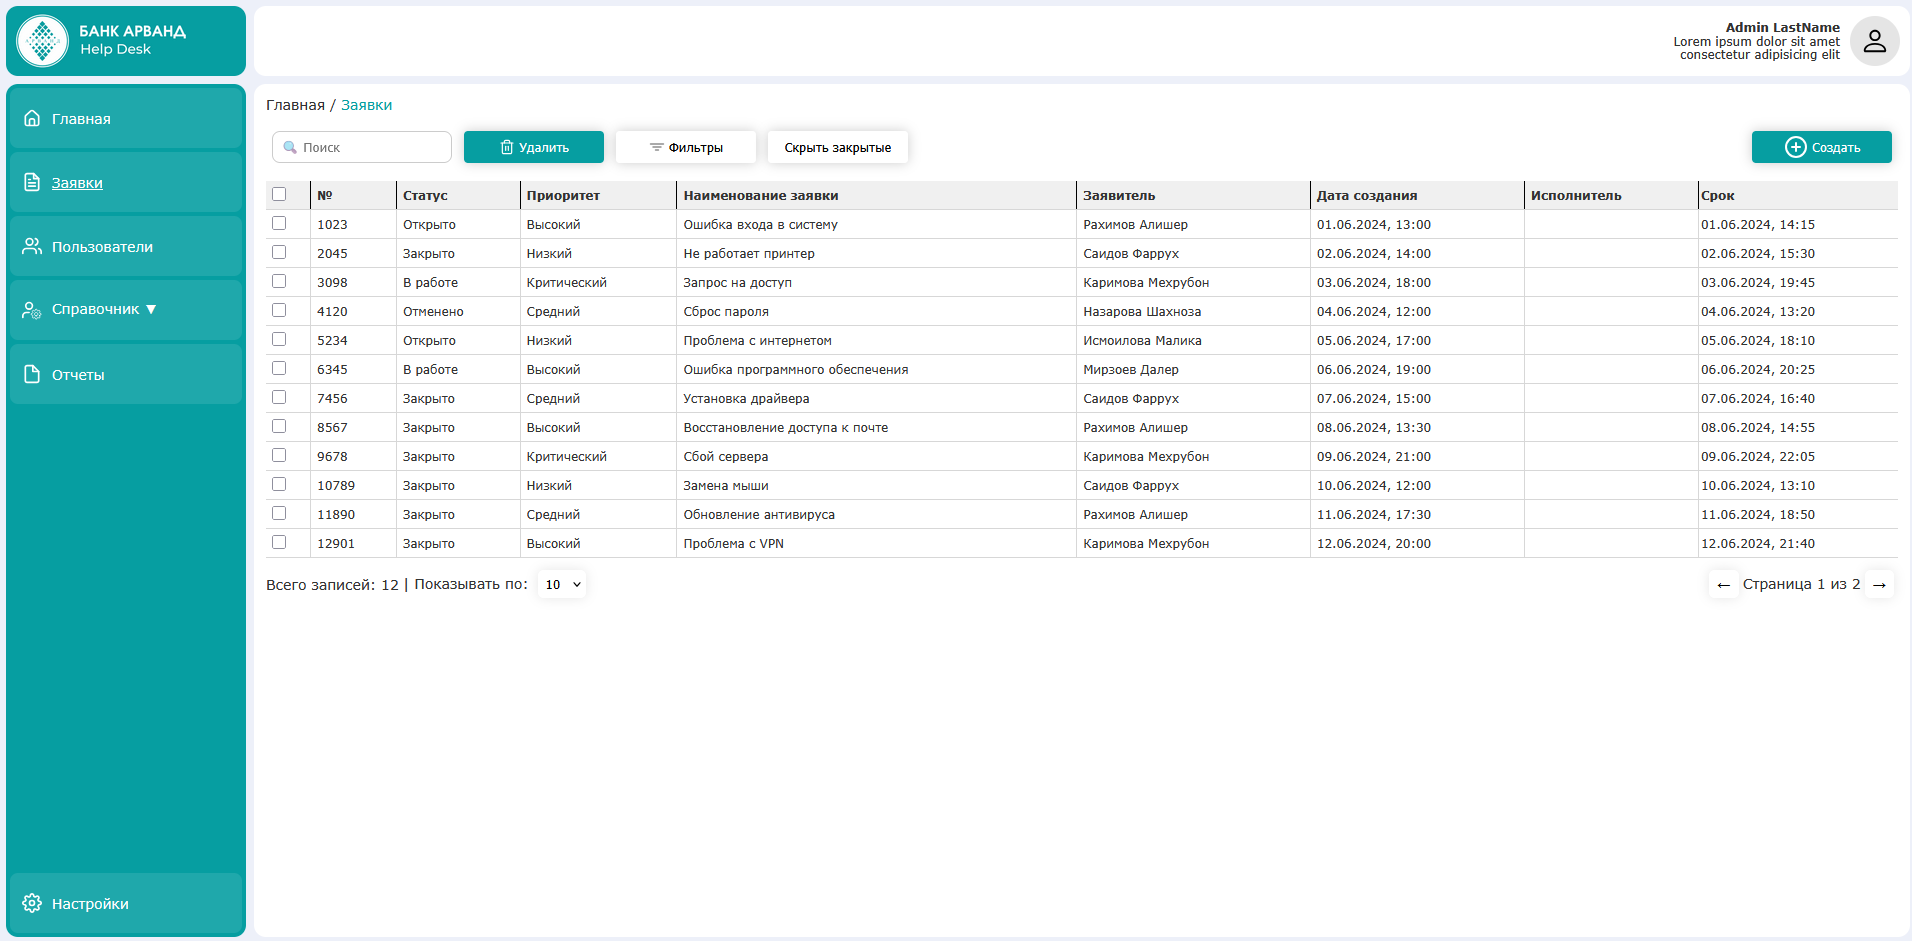 БАНК АРВАНД
Help Desk
Admin LastName
Lorem ipsum dolor sit amet
consectetur adipisicing elit
Главная
Заявки
Пользователи
Справочник ▼
Отчеты
Настройки
Главная / Заявки
Поиск Удалить Фильтры Скрыть закрытые Создать
№ Статус Приоритет Наименование заявки Заявитель Дата создания Исполнитель Срок
1023 Открыто Высокий Ошибка входа в систему Рахимов Алишер 01.06.2024, 13:00 01.06.2024, 14:15
2045 Закрыто Низкий Не работает принтер Саидов Фаррух 02.06.2024, 14:00 02.06.2024, 15:30
3098 В работе Критический Запрос на доступ Каримова Мехрубон 03.06.2024, 18:00 03.06.2024, 19:45
4120 Отменено Средний Сброс пароля Назарова Шахноза 04.06.2024, 12:00 04.06.2024, 13:20
5234 Открыто Низкий Проблема с интернетом Исмоилова Малика 05.06.2024, 17:00 05.06.2024, 18:10
6345 В работе Высокий Ошибка программного обеспечения Мирзоев Далер 06.06.2024, 19:00 06.06.2024, 20:25
7456 Закрыто Средний Установка драйвера Саидов Фаррух 07.06.2024, 15:00 07.06.2024, 16:40
8567 Закрыто Высокий Восстановление доступа к почте Рахимов Алишер 08.06.2024, 13:30 08.06.2024, 14:55
9678 Закрыто Критический Сбой сервера Каримова Мехрубон 09.06.2024, 21:00 09.06.2024, 22:05
10789 Закрыто Низкий Замена мыши Саидов Фаррух 10.06.2024, 12:00 10.06.2024, 13:10
11890 Закрыто Средний Обновление антивируса Рахимов Алишер 11.06.2024, 17:30 11.06.2024, 18:50
12901 Закрыто Высокий Проблема с VPN Каримова Мехрубон 12.06.2024, 20:00 12.06.2024, 21:40
Всего записей: 12 | Показывать по: 10 ← Страница 1 из 2 →